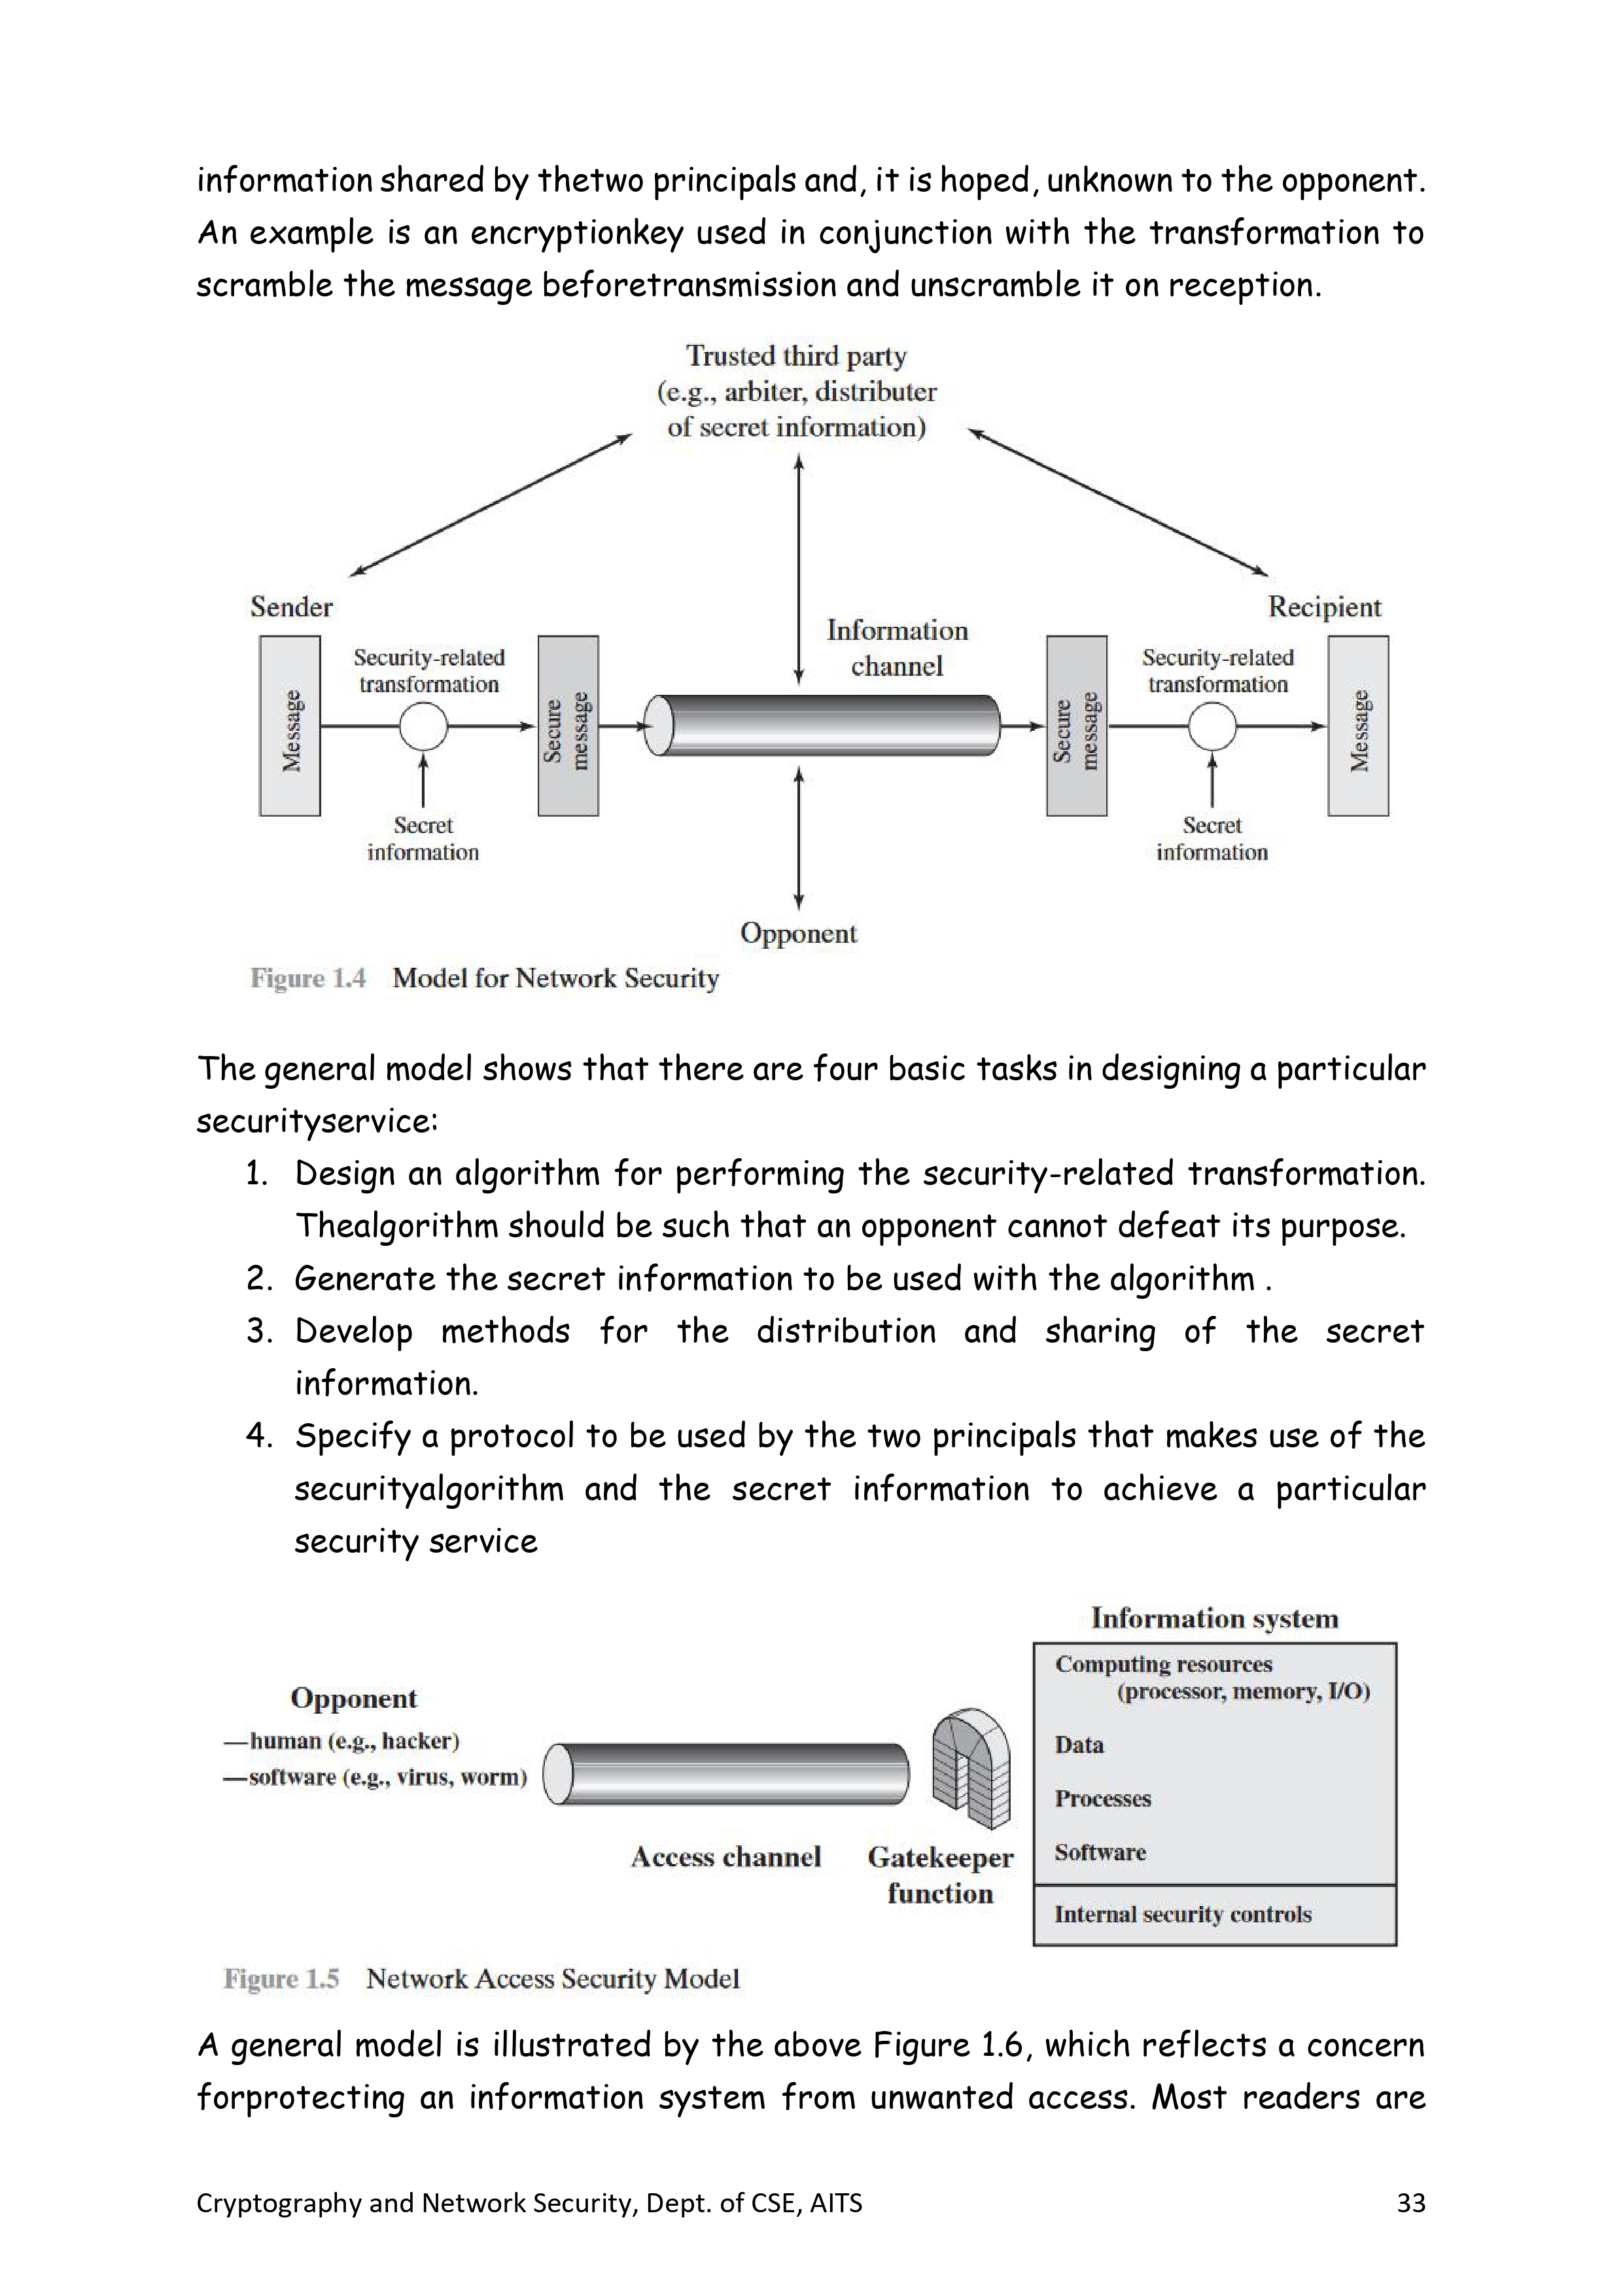 information shared by thetwo principals and, it is hoped, unknown to the opponent.
An example is an encryptionkey used in conjunction with the transformation to
scramble the message beforetransmission and unscramble it on reception.
Trusted third party
(e.g., arbiter, distributer
of secret information)
Sender
Recipient
Information
channel
Security-related
transformation
Security-related
transformation
Message
Secure
message
Secure
message
Message
Secret
information
Secret
information
Opponent
Figure 1.4 Model for Network Security
The general model shows that there are four basic tasks in designing a particular
securityservice:
1. Design an algorithm for performing the security-related transformation.
Thealgorithm should be such that an opponent cannot defeat its purpose.
2. Generate the secret information to be used with the algorithm .
3. Develop methods for the distribution and sharing of the secret
information.
4. Specify a protocol to be used by the two principals that makes use of the
securityalgorithm and the secret information to achieve a particular
security service
Information system
Computing resources
(processor, memory, I/O)
Data
Processes
Software
Internal security controls
Opponent
—human (e.g., hacker)
—software (e.g., virus, worm)
Access channel
Gatekeeper
function
Figure 1.5 Network Access Security Model
A general model is illustrated by the above Figure 1.6, which reflects a concern
forprotecting an information system from unwanted access. Most readers are
Cryptography and Network Security, Dept. of CSE, AITS 33